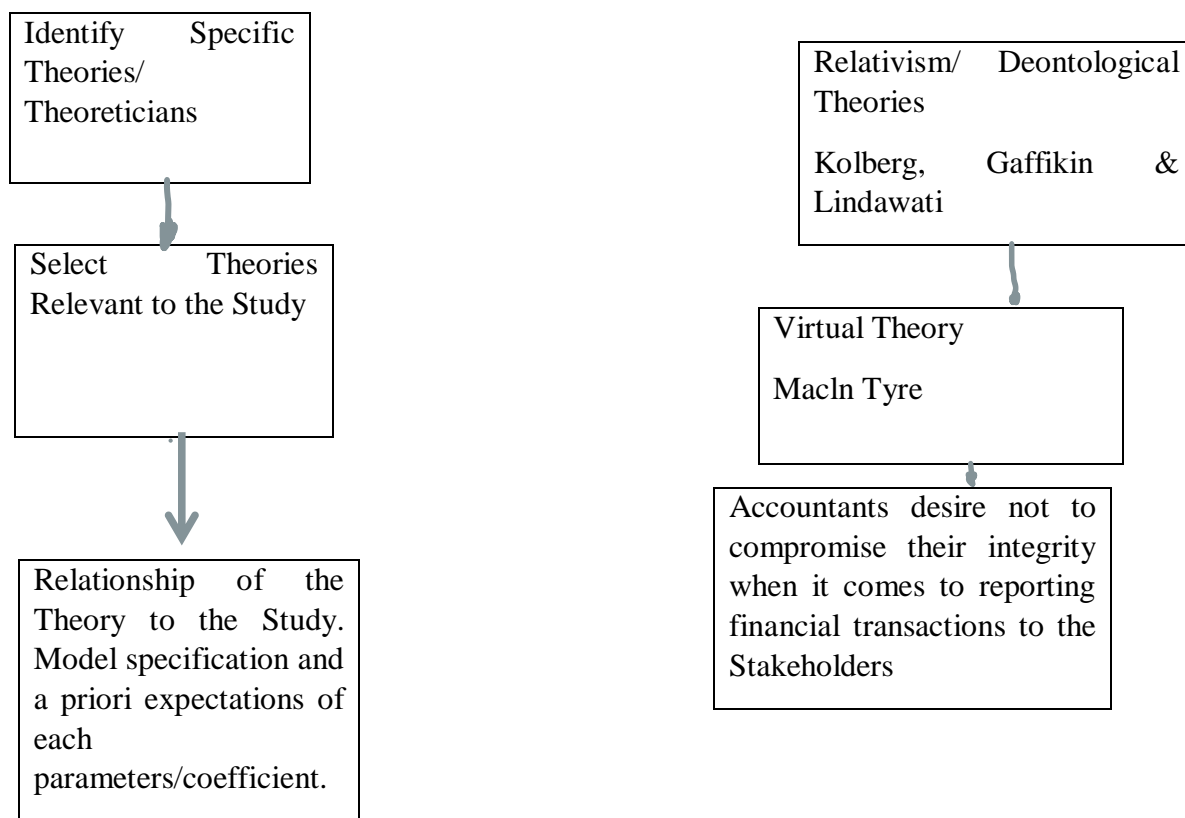 Identify Specific
Theories/
Theoreticians
Select Theories
Relevant to the Study
Relationship of the
Theory to the Study.
Model specification and
a priori expectations of
each
parameters/coefficient.
Relativism/ Deontological
Theories
Kolberg, Gaffikin &
Lindawati
Virtual Theory
Macln Tyre
Accountants desire not to
compromise their integrity
when it comes to reporting
financial transactions to the
Stakeholders